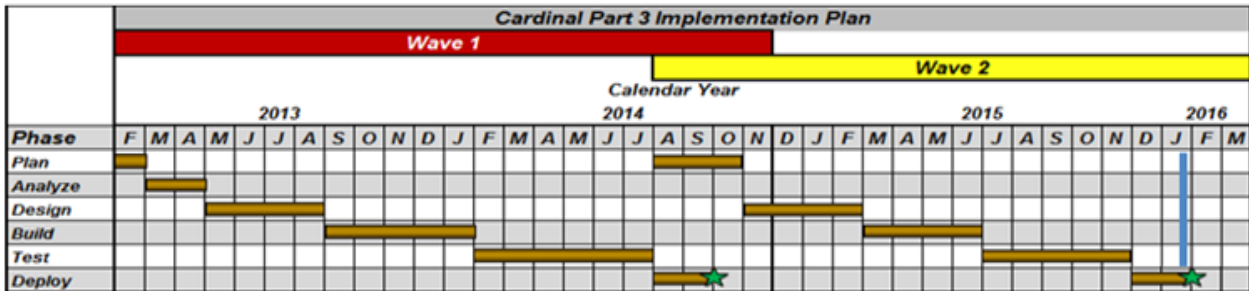 Cardinal Part 3 Implementation Plan
Wave 1
Wave 2
Calendar Year
2013 2014 2015 2016
Phase F M A M J J A S O N D J F M A M J J A S O N D J F M A M J J A S O N D J F M
Plan
Analyze
Design
Build
Test
Deploy